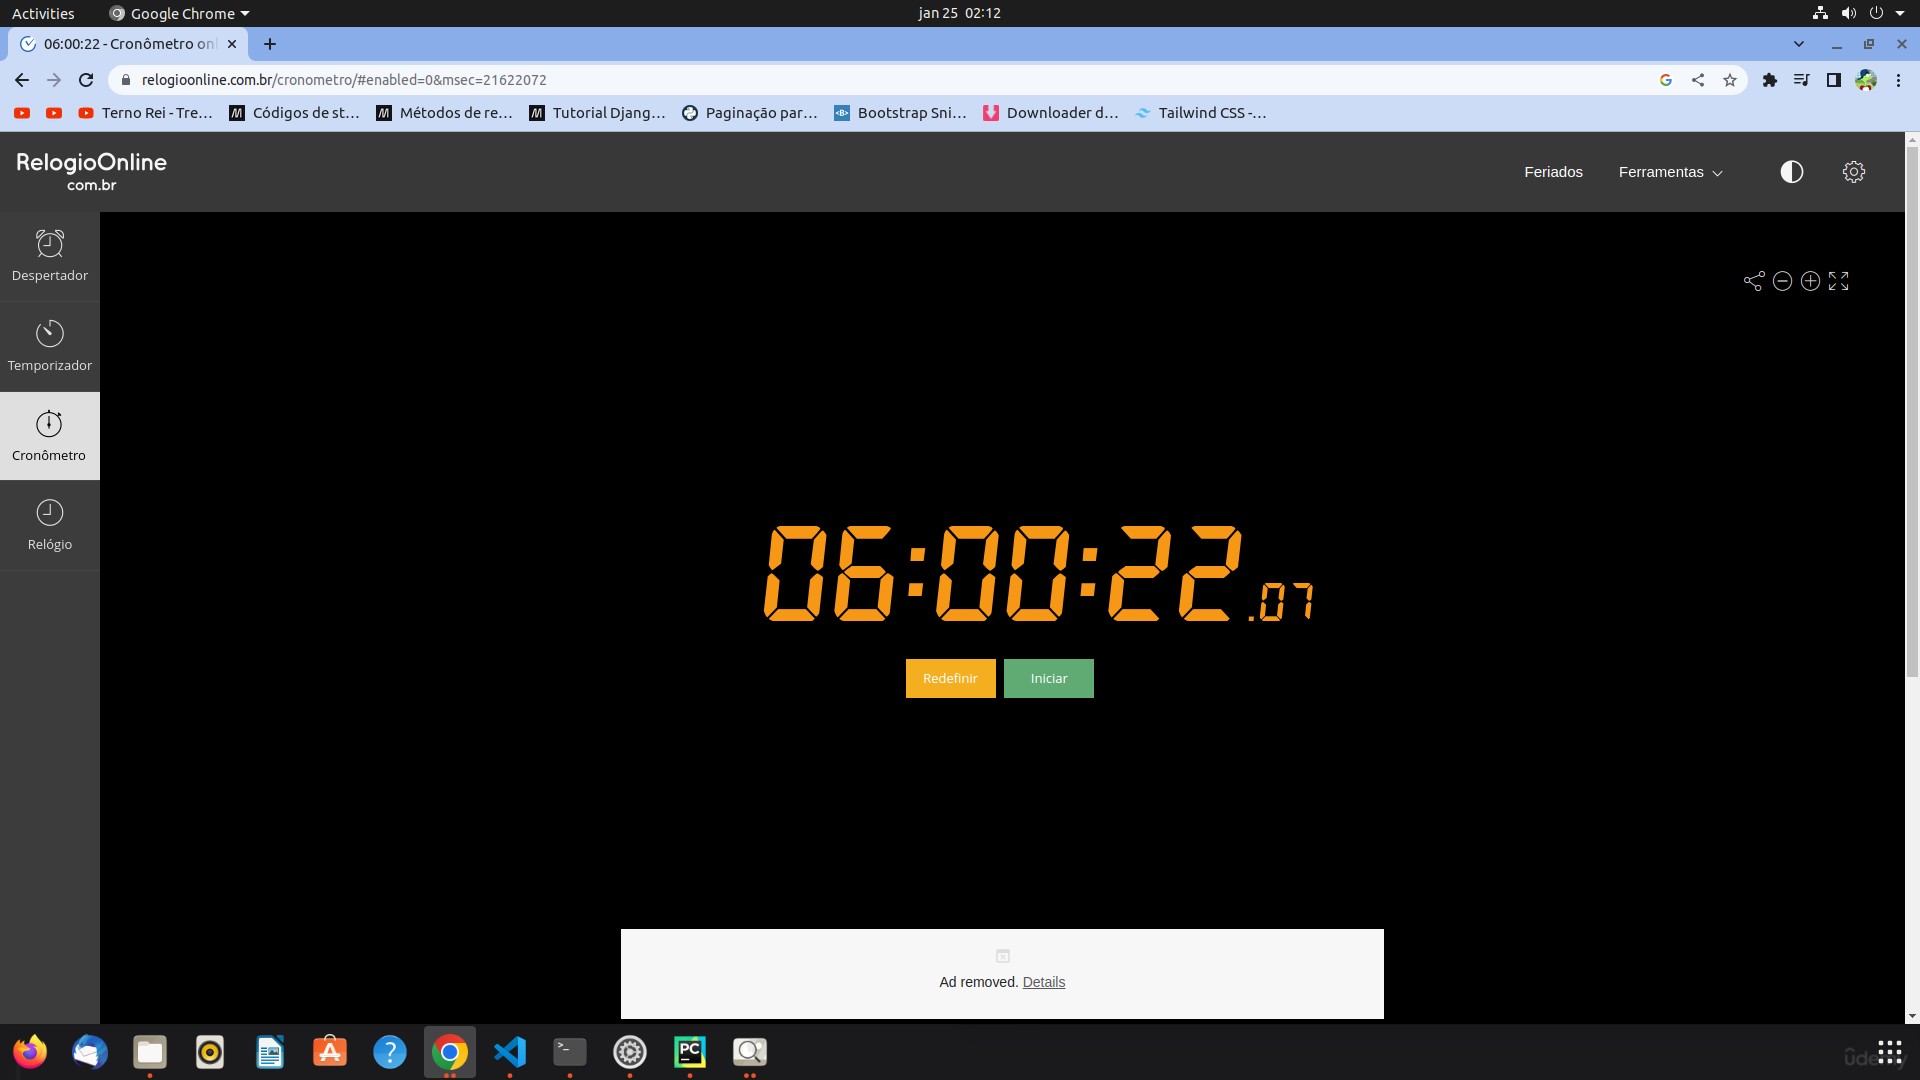 Activities
Google Chrome
jan 25 02:12
06:00:22 - Cronômetro onl
relogioonline.com.br/cronometro/#enabled=0&msec=21622072
Terno Rei - Tre… Códigos de st… Métodos de re… Tutorial Djang… Paginação par… Bootstrap Sni… Downloader d… Tailwind CSS -…
RelogioOnline
com.br
Feriados
Ferramentas
Despertador
Temporizador
Cronômetro
Relógio
06:00:22.07
Redefinir
Iniciar
Ad removed. Details
PC